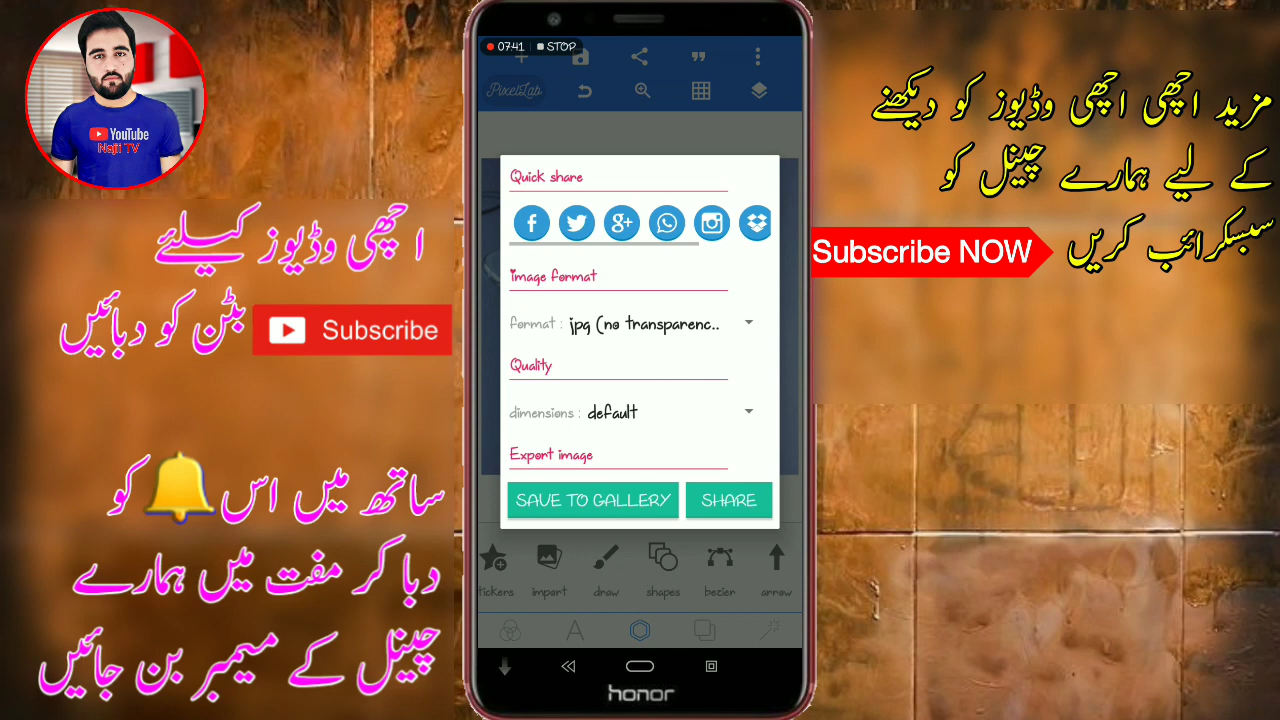 YouTube
Najti TV
اچھی وڈیوز کیلئے
بٹن کو دبائیں
Subscribe
ساتھ میں اس 🔔 کو
دبا کر مفت میں ہمارے
چینل کے میمبر بن جائیں
07:41 STOP
PixelLab
Quick share
Image format
format : jpg (no transparenc..
Quality
dimensions : default
Export image
SAVE TO GALLERY SHARE
tickers import draw shapes bezier arrow
honor
مزید اچھی اچھی وڈیوز کو دیکھنے
کے لیے ہمارے چینل کو
سبسکرائب کریں
Subscribe NOW